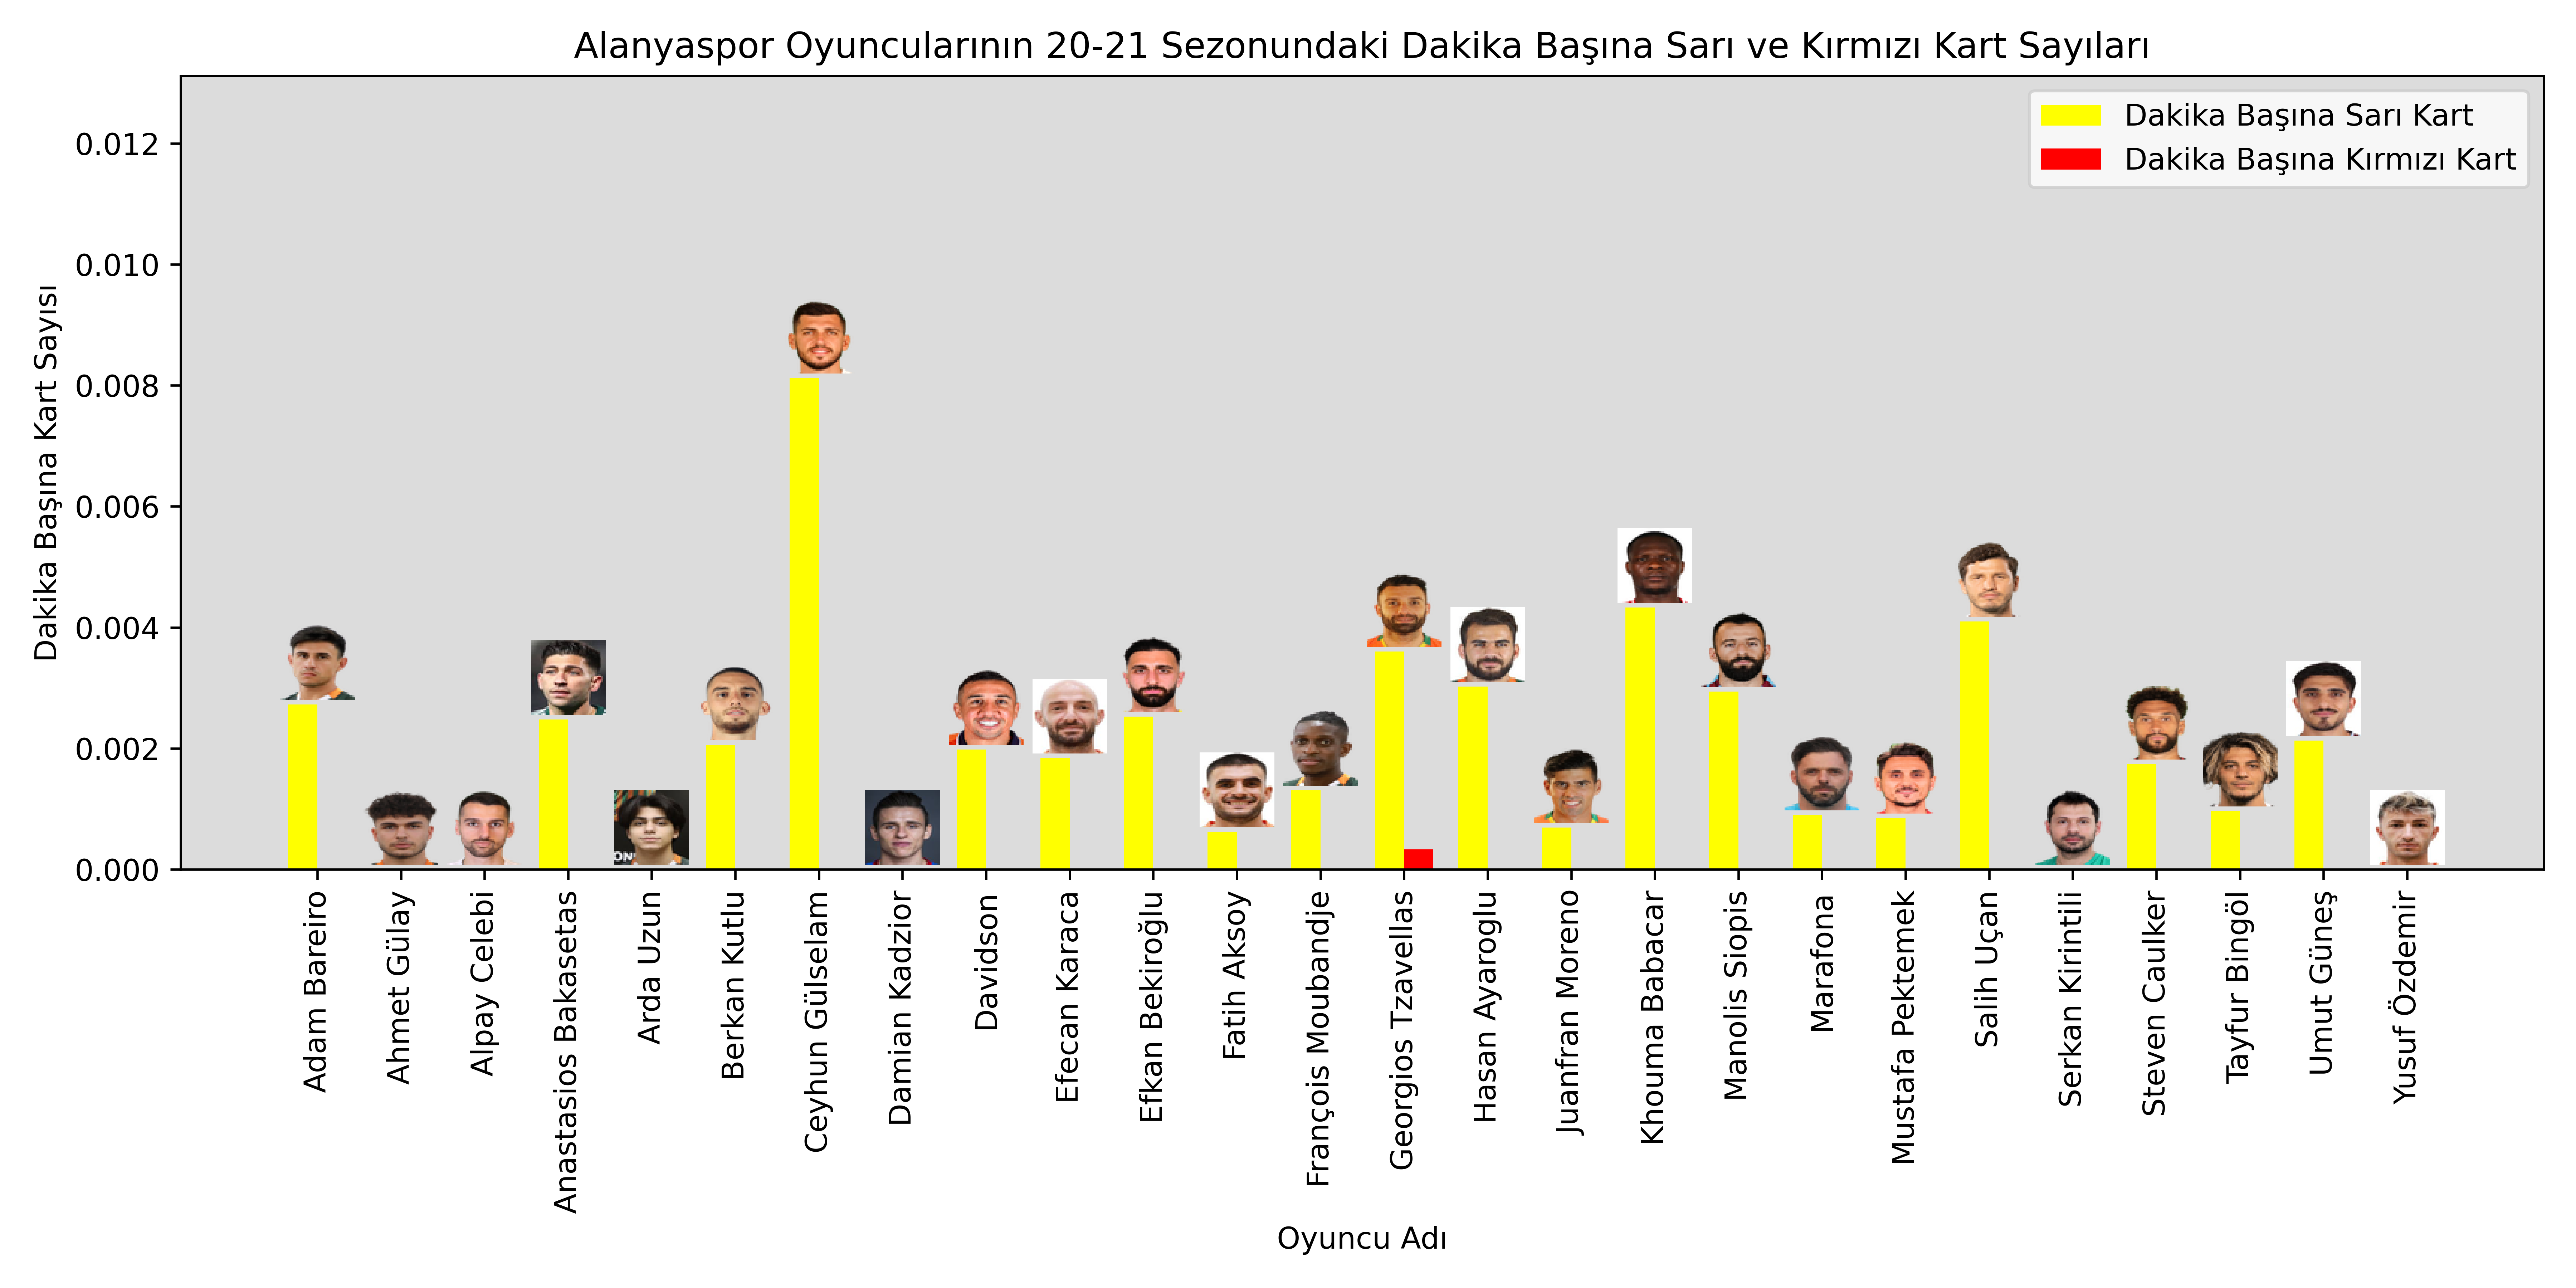 Alanyaspor Oyuncularının 20-21 Sezonundaki Dakika Başına Sarı ve Kırmızı Kart Sayıları
Dakika Başına Sarı Kart
Dakika Başına Kırmızı Kart
Dakika Başına Kart Sayısı
0.012
0.010
0.008
0.006
0.004
0.002
0.000
Adam Bareiro
Ahmet Gülay
Alpay Celebi
Anastasios Bakasetas
Arda Uzun
Berkan Kutlu
Ceyhun Gülselam
Damian Kadzior
Davidson
Efecan Karaca
Efkan Bekiroğlu
Fatih Aksoy
François Moubandje
Georgios Tzavellas
Hasan Ayaroglu
Juanfran Moreno
Khouma Babacar
Manolis Siopis
Marafona
Mustafa Pektemek
Salih Uçan
Serkan Kirintili
Steven Caulker
Tayfur Bingöl
Umut Güneş
Yusuf Özdemir
Oyuncu Adı